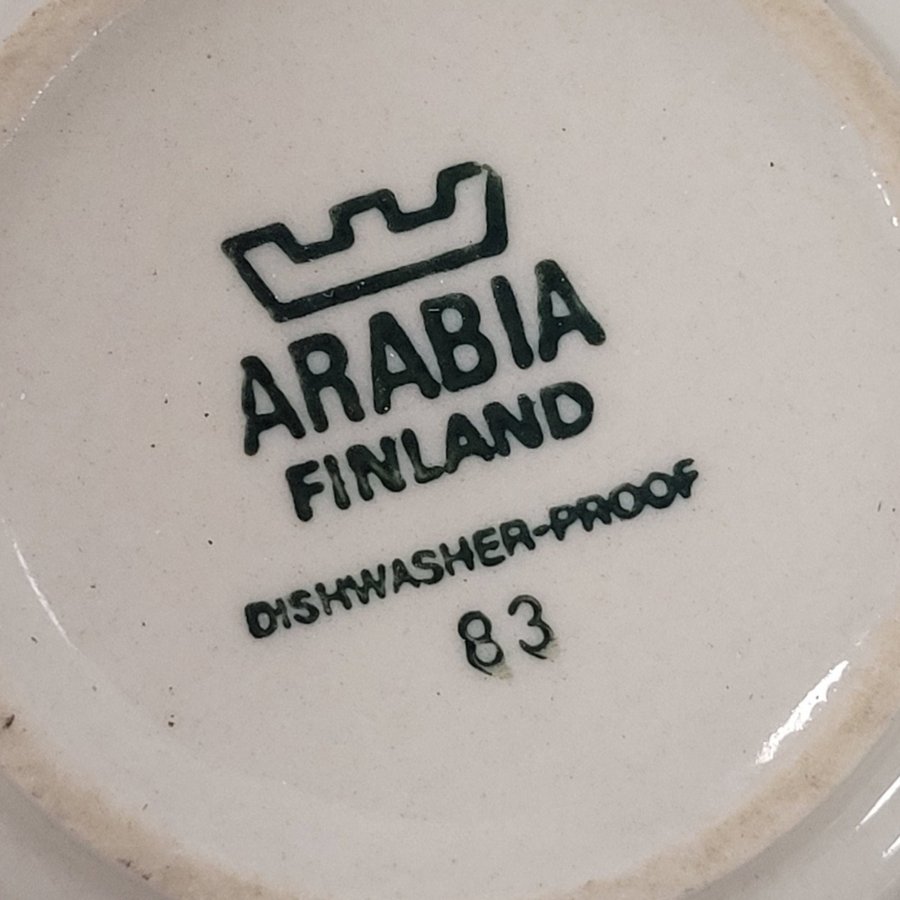 ARABIA
FINLAND
DISHWASHER-PROOF
83